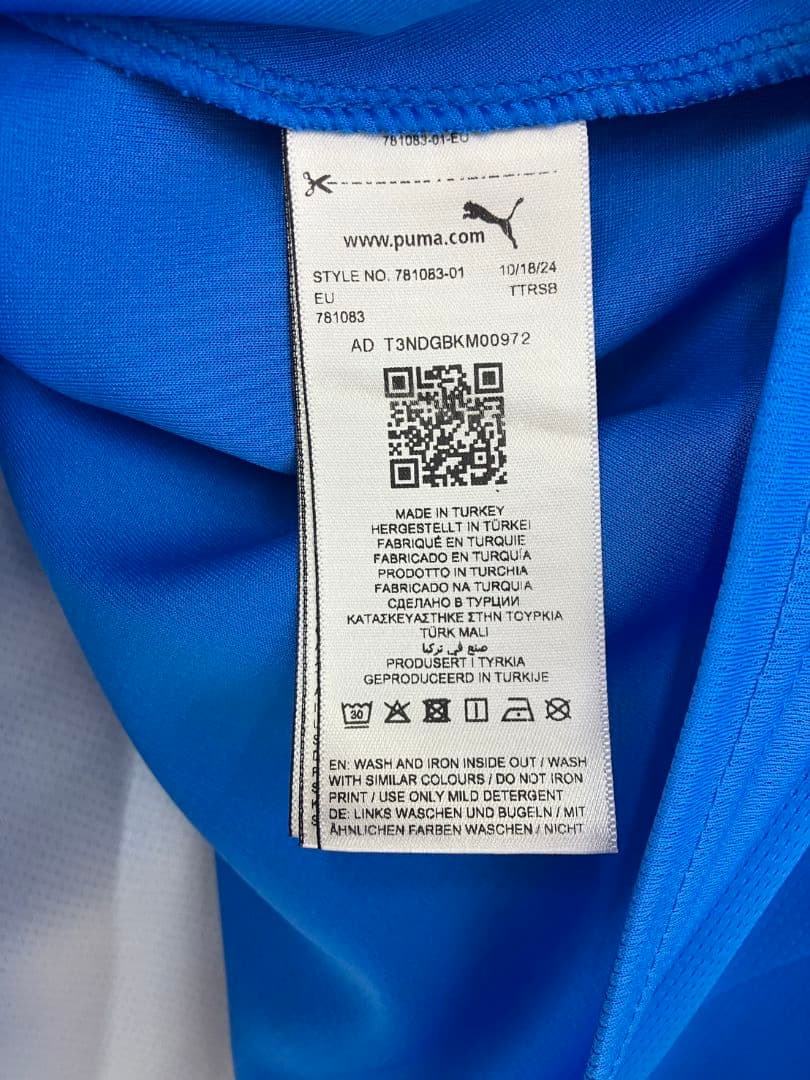 781083-01-EU
www.puma.com
STYLE NO. 781083-01 10/18/24
EU TTRSB
781083
AD T3NDGBKM00972
MADE IN TURKEY
HERGESTELLT IN TÜRKEI
FABRIQUÉ EN TURQUIE
FABRICADO EN TURQUÍA
PRODOTTO IN TURCHIA
FABRICADO NA TURQUIA
СДЕЛАНО В ТУРЦИИ
ΚΑΤΑΣΚΕΥΑΣΤΗΚΕ ΣΤΗΝ ΤΟΥΡΚΙΑ
TÜRK MALI
صنع في تركيا
PRODUSERT I TYRKIA
GEPRODUCEERD IN TURKIJE
30
EN: WASH AND IRON INSIDE OUT / WASH
WITH SIMILAR COLOURS / DO NOT IRON
PRINT / USE ONLY MILD DETERGENT
DE: LINKS WASCHEN UND BUGELN / MIT
ÄHNLICHEN FARBEN WASCHEN / NICHT